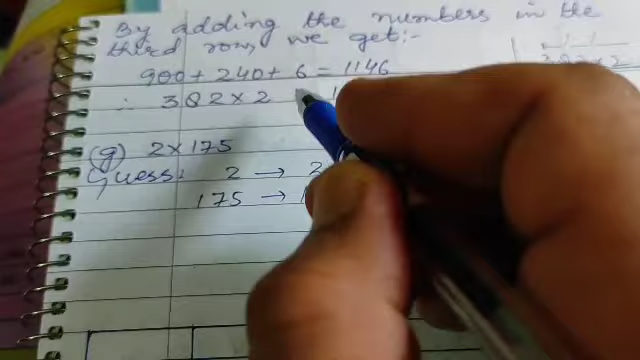 By adding the numbers in the
third row, we get:-
900 + 240 + 6 = 1146
∴ 382 × 2
(g) 2 × 175
Guess: 2 → 2
175 →